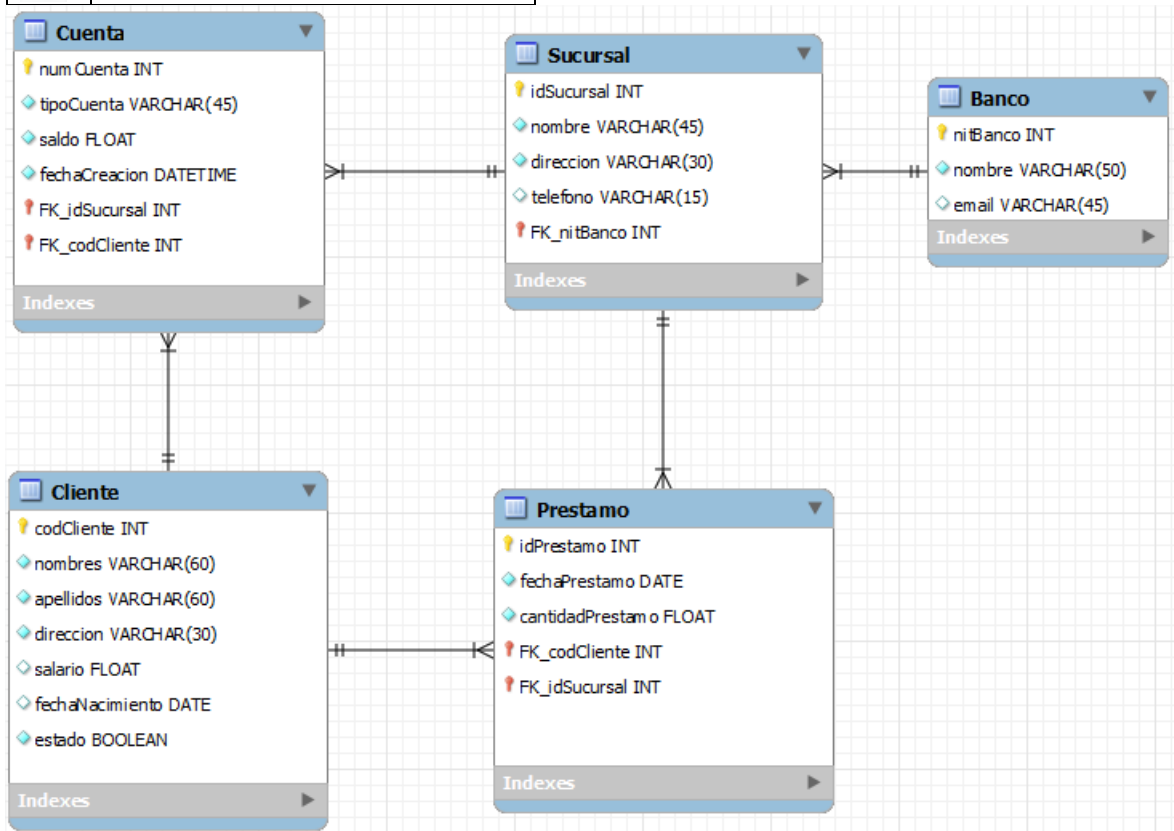 Cuenta
numCuenta INT
tipoCuenta VARCHAR(45)
saldo FLOAT
fechaCreacion DATETIME
FK_idSucursal INT
FK_codCliente INT
Indexes
Sucursal
idSucursal INT
nombre VARCHAR(45)
direccion VARCHAR(30)
telefono VARCHAR(15)
FK_nitBanco INT
Indexes
Banco
nitBanco INT
nombre VARCHAR(50)
email VARCHAR(45)
Indexes
Cliente
codCliente INT
nombres VARCHAR(60)
apellidos VARCHAR(60)
direccion VARCHAR(30)
salario FLOAT
fechaNacimiento DATE
estado BOOLEAN
Indexes
Prestamo
idPrestamo INT
fechaPrestamo DATE
cantidadPrestamo FLOAT
FK_codCliente INT
FK_idSucursal INT
Indexes